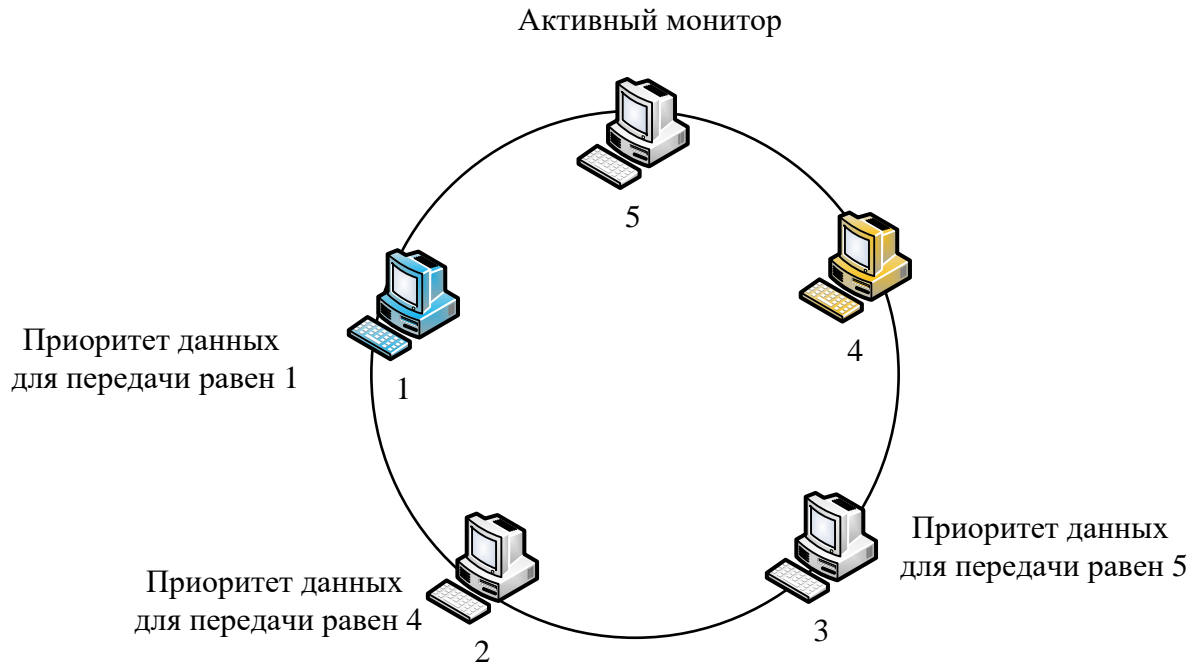 Активный монитор
5
4
Приоритет данных
для передачи равен 1
1
Приоритет данных
для передачи равен 5
Приоритет данных
для передачи равен 4
3
2